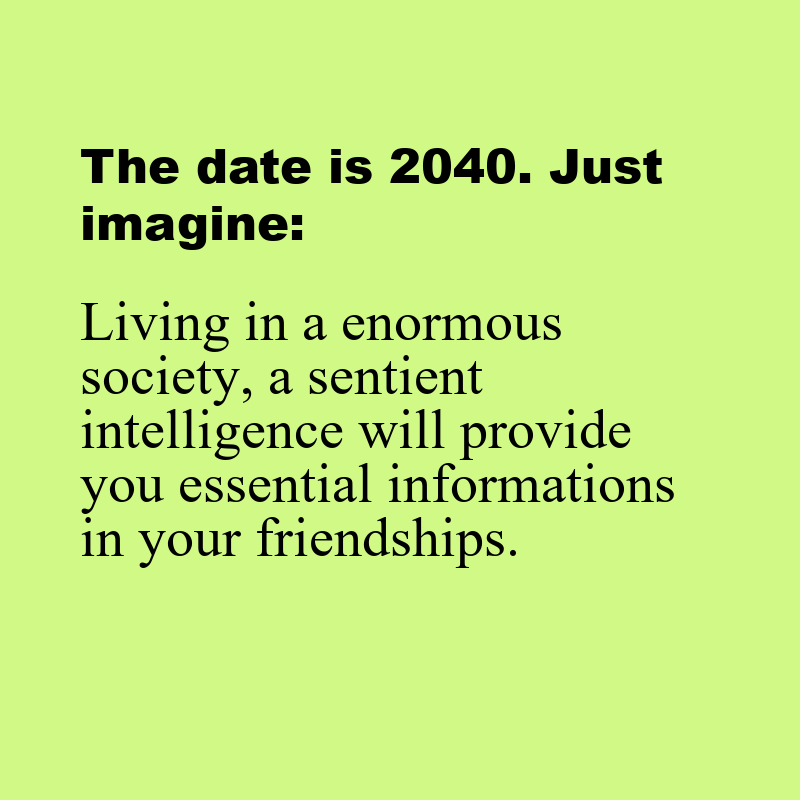 The date is 2040. Just
imagine:
Living in a enormous
society, a sentient
intelligence will provide
you essential informations
in your friendships.